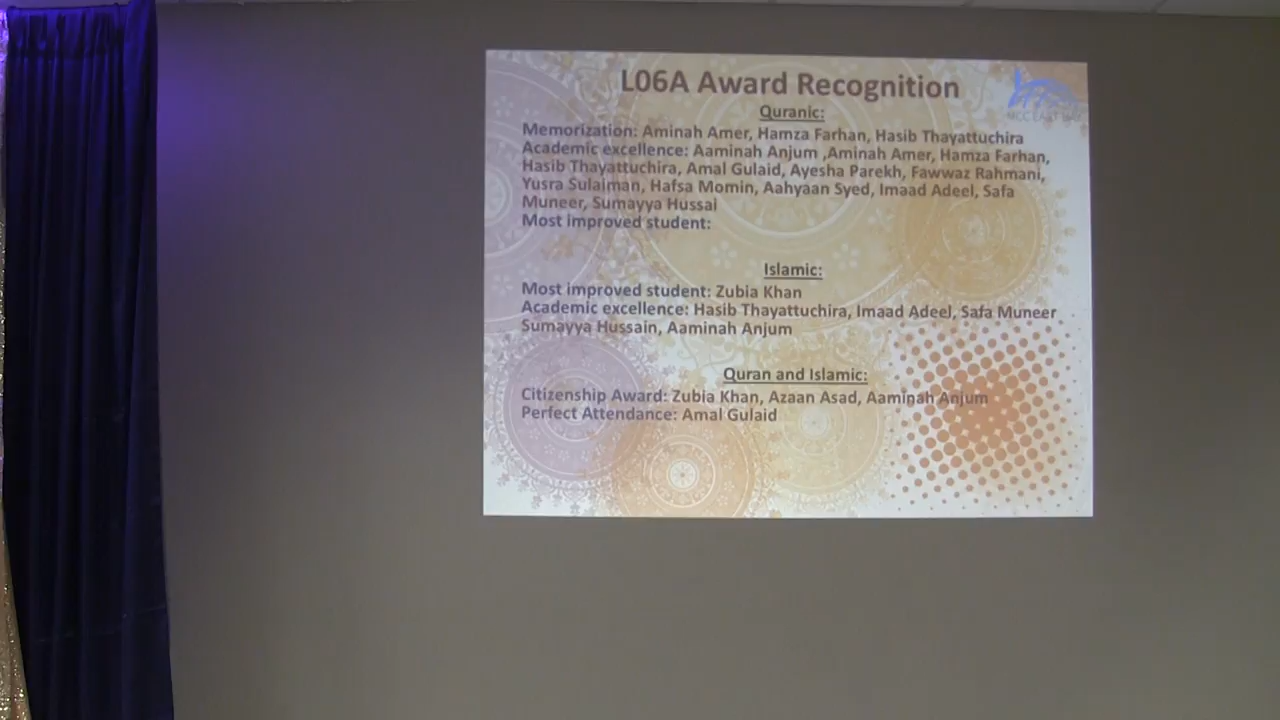 L06A Award Recognition
MCC EAST BAY
Quranic:
Memorization: Aminah Amer, Hamza Farhan, Hasib Thayattuchira
Academic excellence: Aaminah Anjum ,Aminah Amer, Hamza Farhan,
Hasib Thayattuchira, Amal Gulaid, Ayesha Parekh, Fawwaz Rahmani,
Yusra Sulaiman, Hafsa Momin, Aahyaan Syed, Imaad Adeel, Safa
Muneer, Sumayya Hussai
Most improved student:
Islamic:
Most improved student: Zubia Khan
Academic excellence: Hasib Thayattuchira, Imaad Adeel, Safa Muneer
Sumayya Hussain, Aaminah Anjum
Quran and Islamic:
Citizenship Award: Zubia Khan, Azaan Asad, Aaminah Anjum
Perfect Attendance: Amal Gulaid